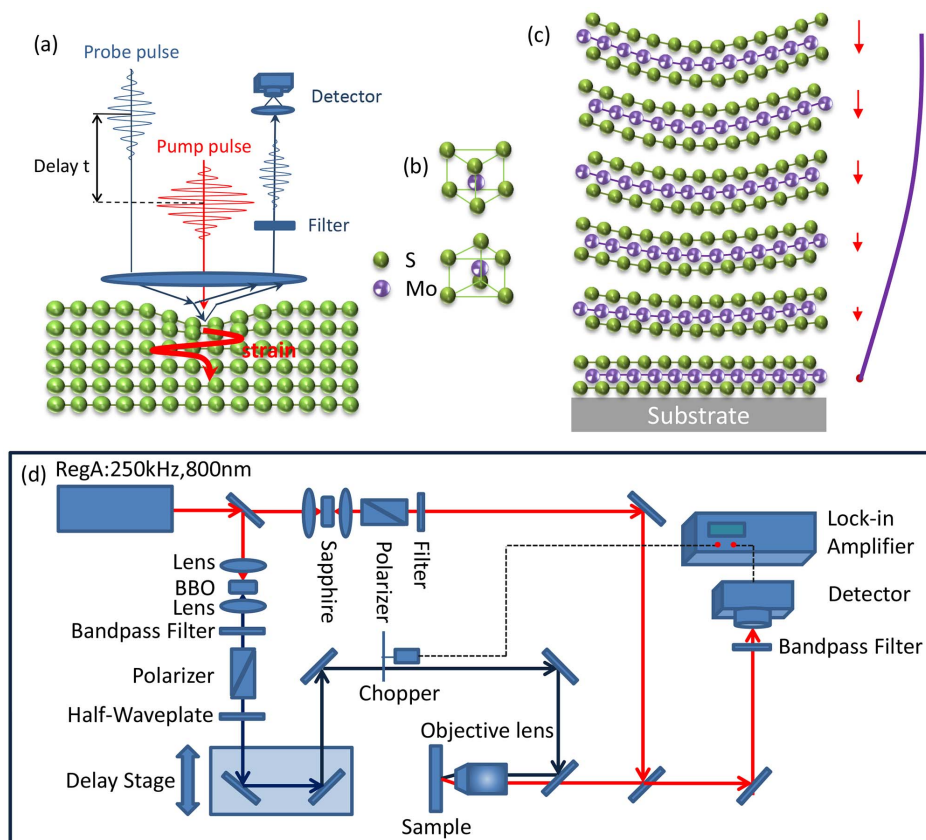 (a)
Probe pulse
Detector
Delay t
Pump pulse
Filter
strain
(b)
S
Mo
(c)
Substrate
(d)
RegA:250kHz,800nm
Lens
BBO
Lens
Bandpass Filter
Polarizer
Half-Waveplate
Delay Stage
Sapphire
Polarizer
Filter
Chopper
Objective lens
Sample
Lock-in
Amplifier
Detector
Bandpass Filter